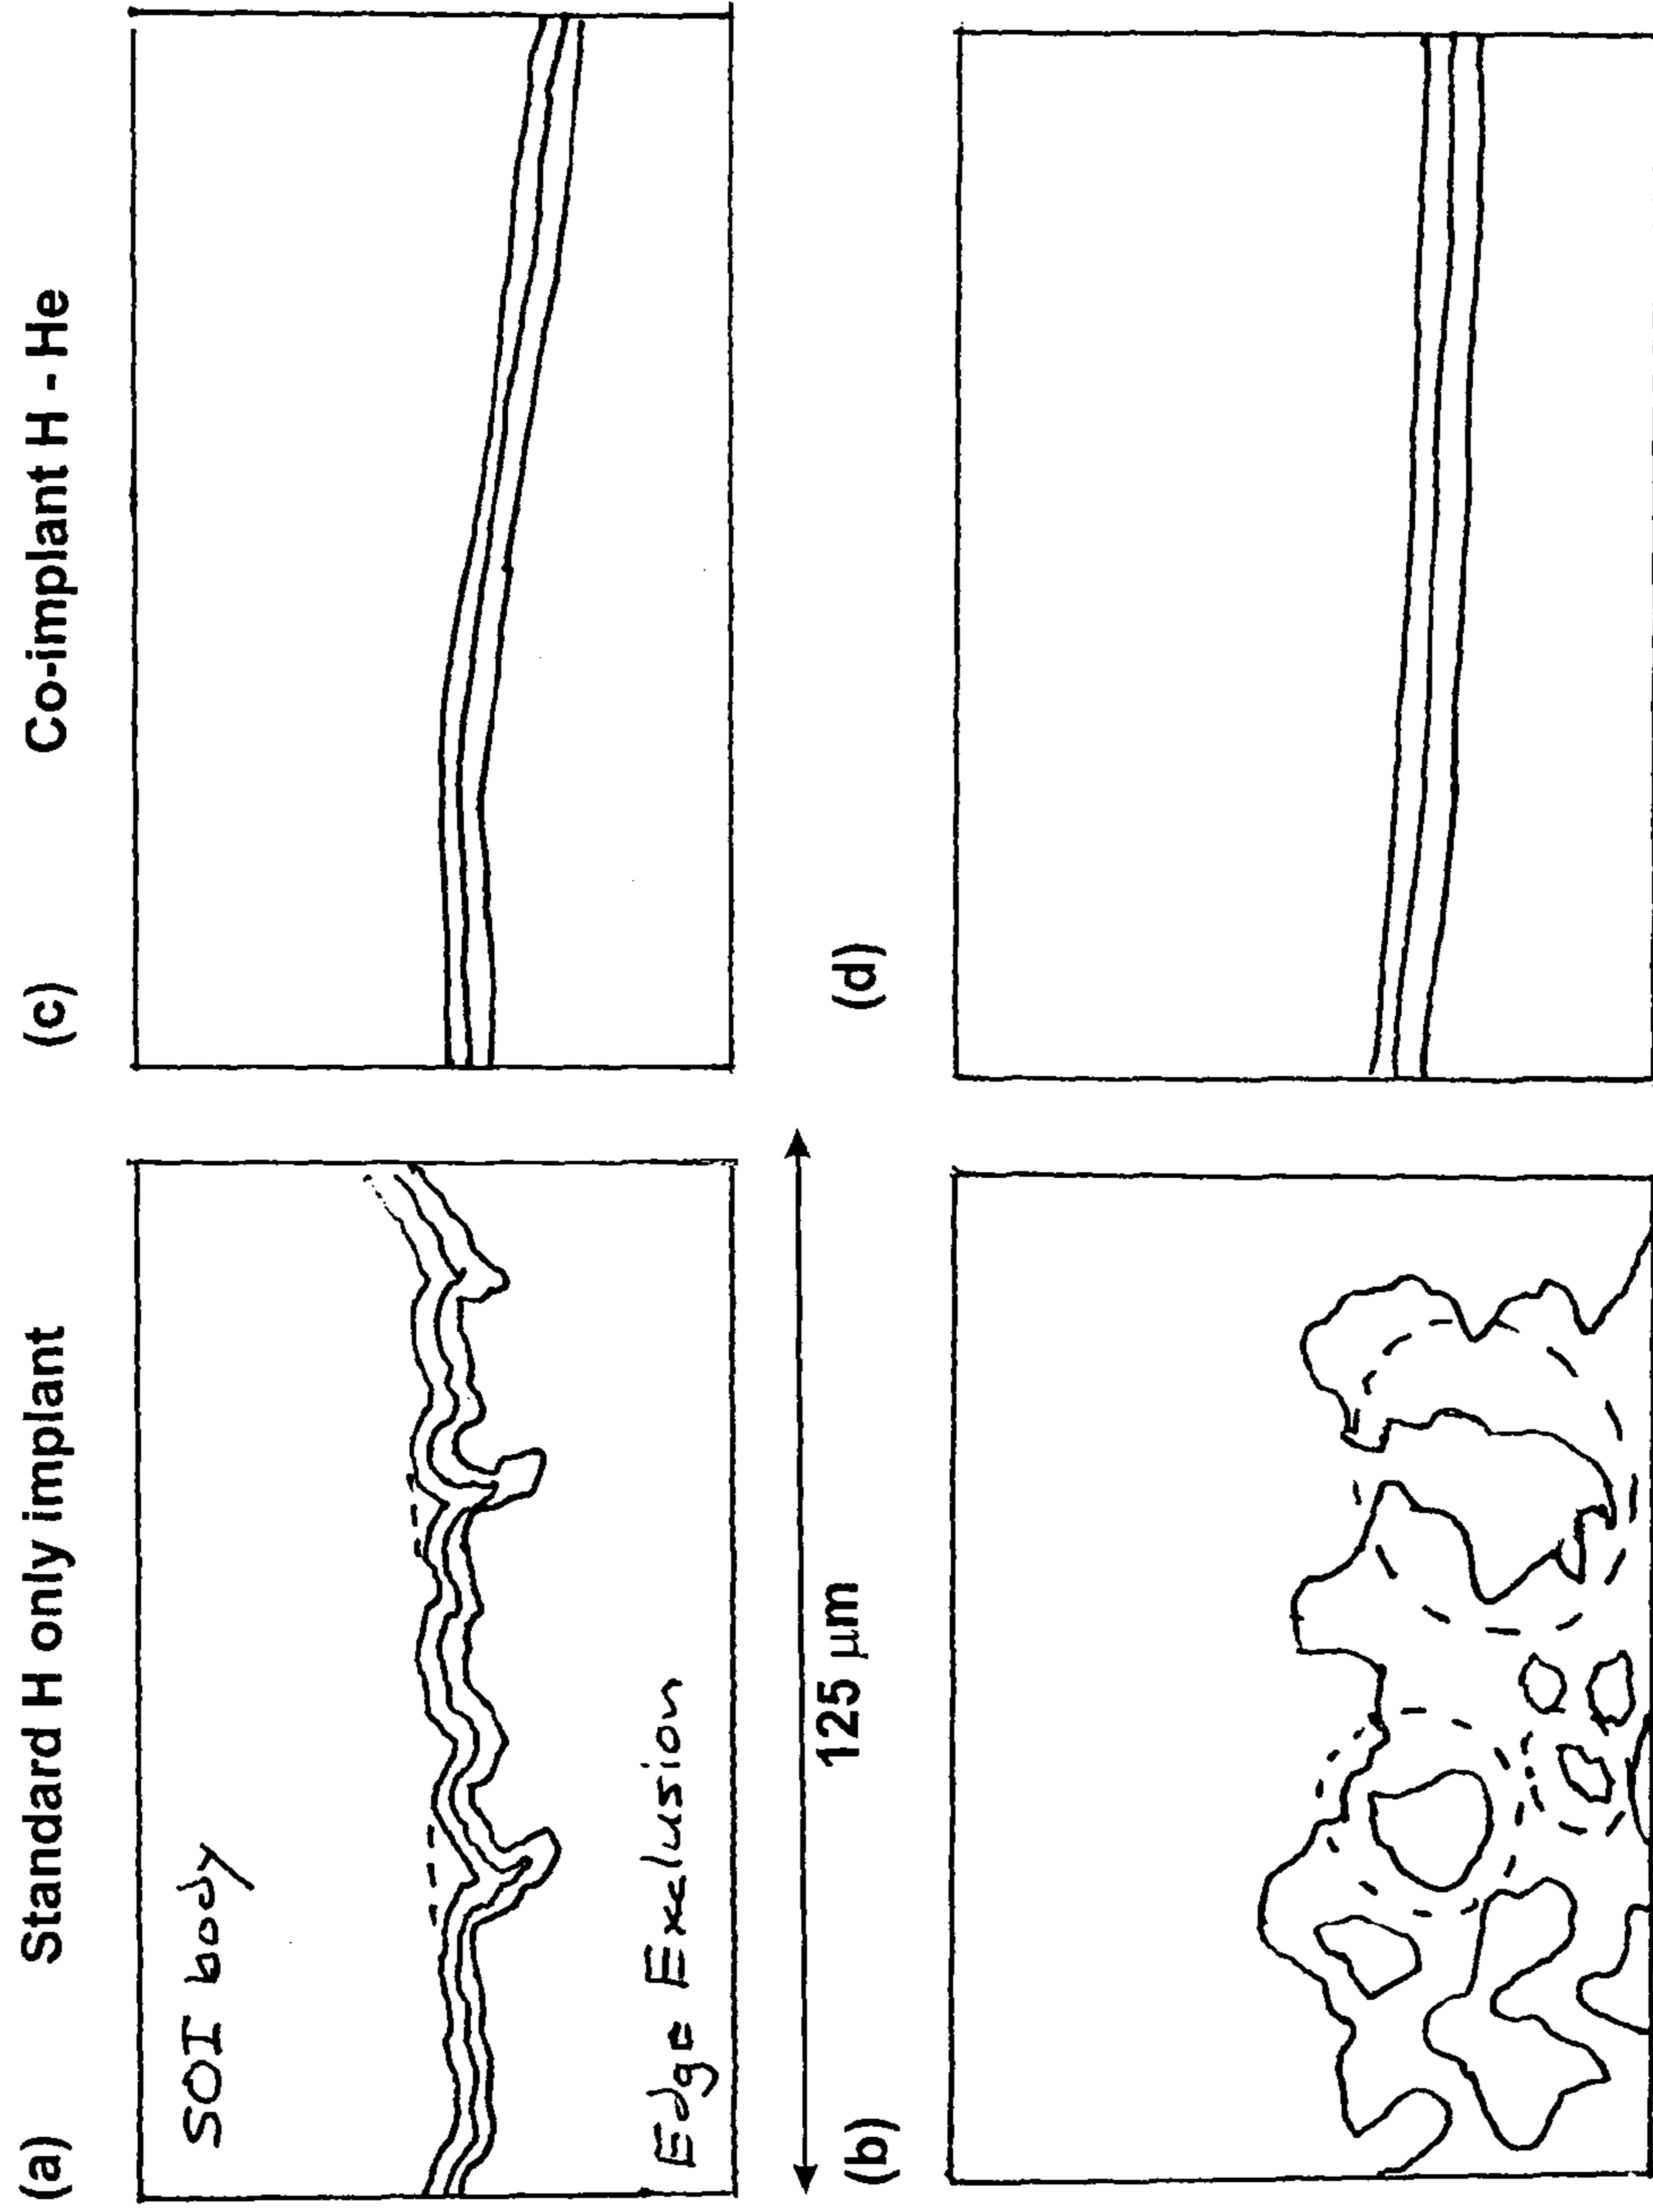 (a) Standard H only implant
SOI body
Edge Exclusion
125 μm
(b)
(c) Co-implant H - He
(d)